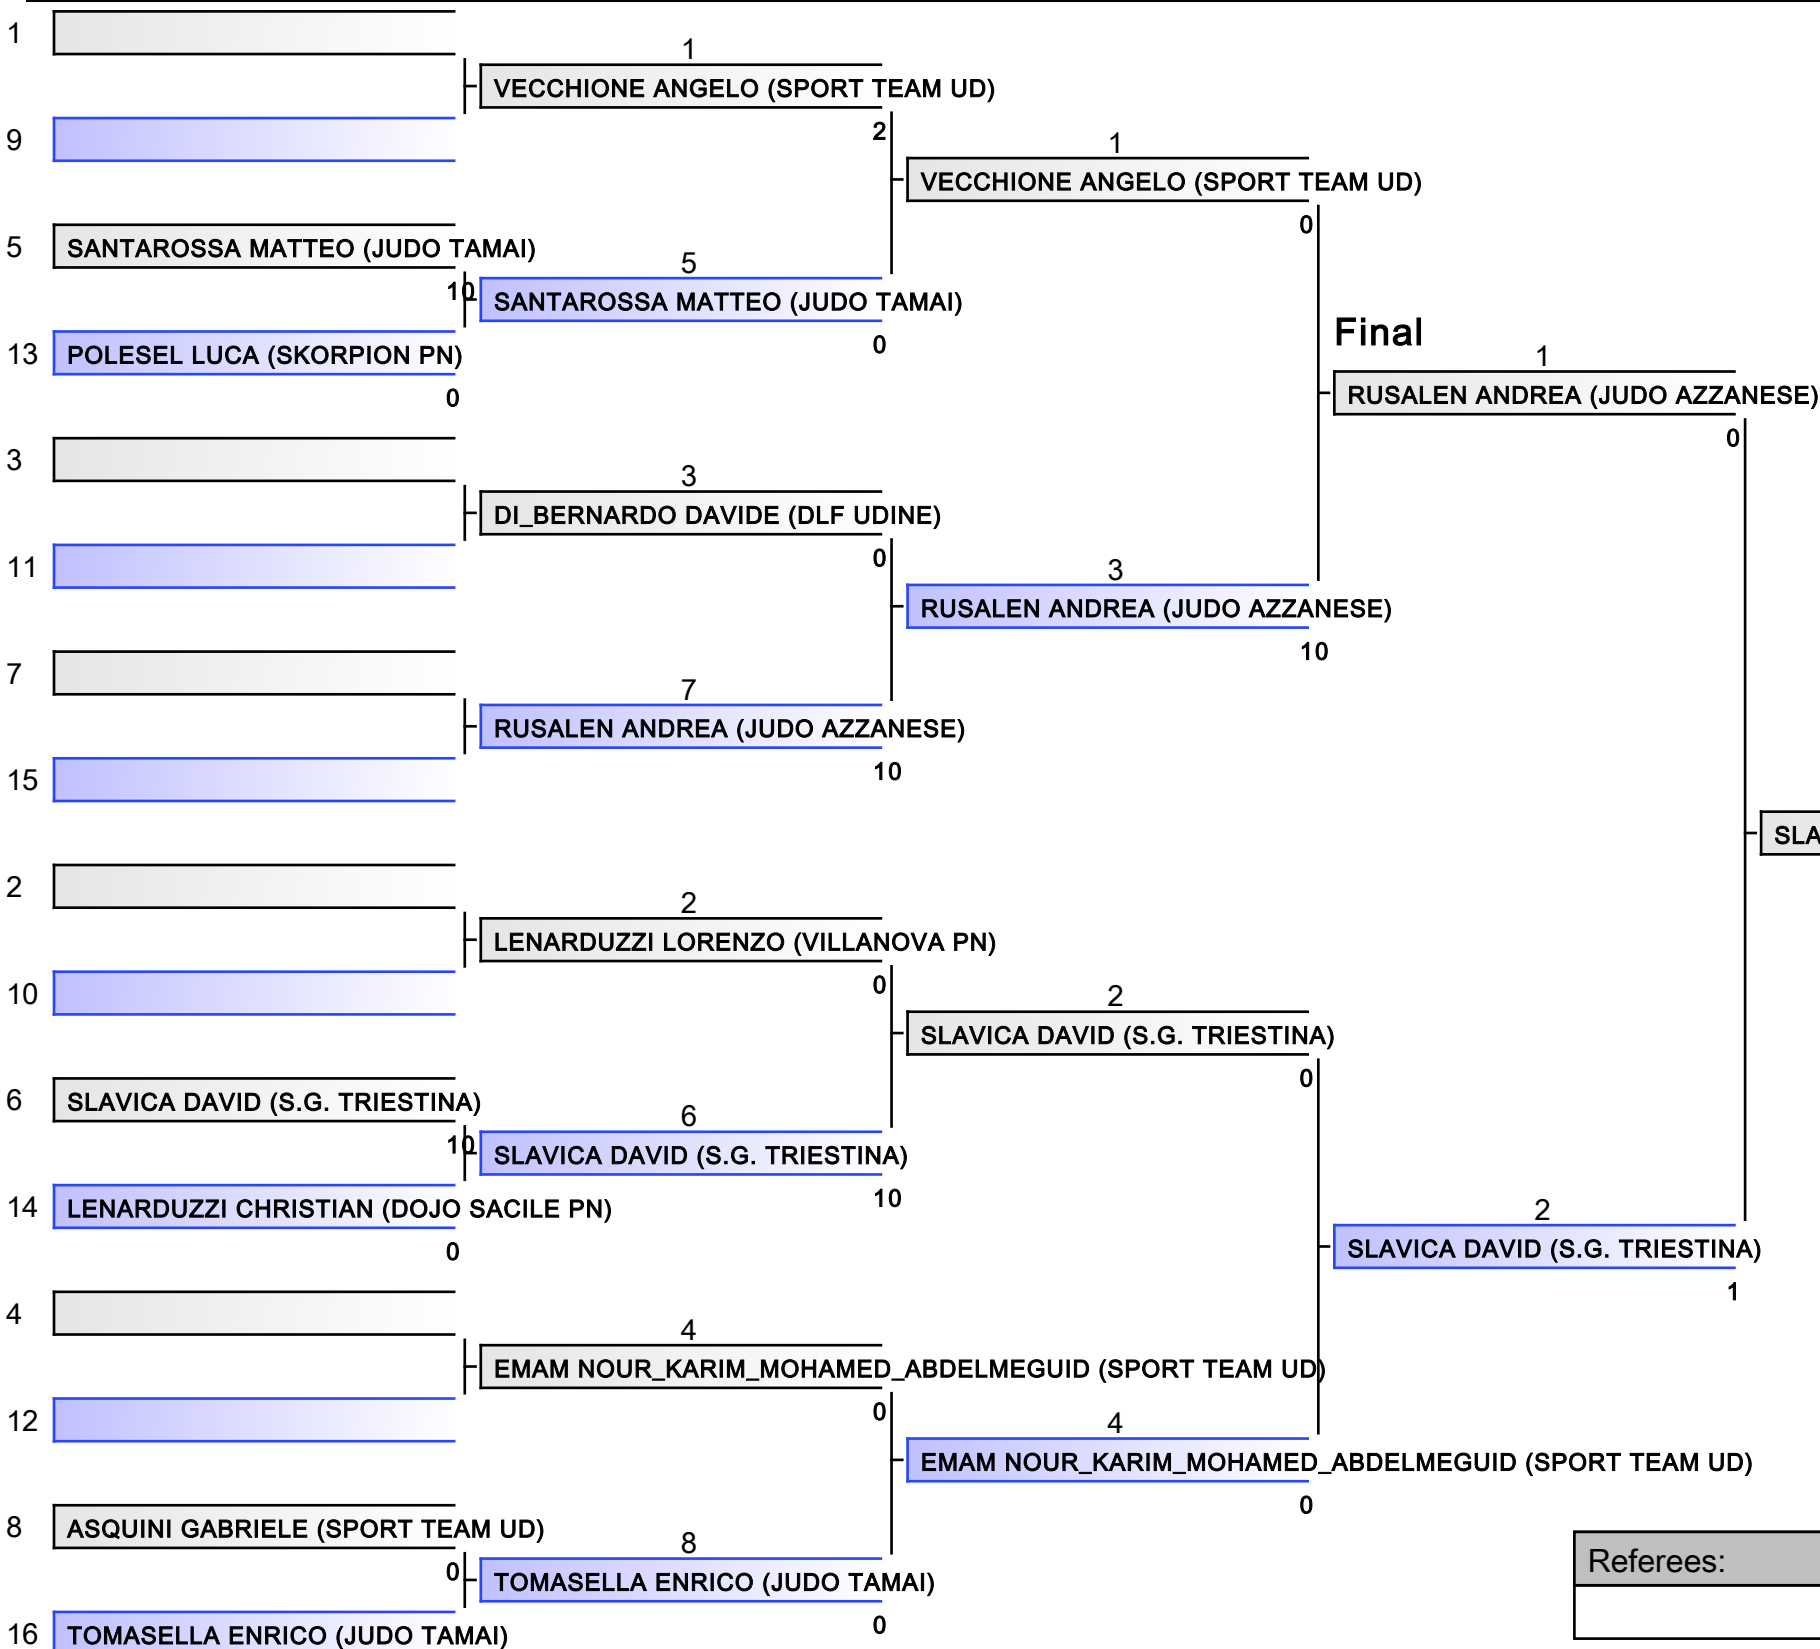 1
1
VECCHIONE ANGELO (SPORT TEAM UD)
2
9
1
VECCHIONE ANGELO (SPORT TEAM UD)
0
5
SANTAROSSA MATTEO (JUDO TAMAI)
10
5
SANTAROSSA MATTEO (JUDO TAMAI)
0
13
POLESEL LUCA (SKORPION PN)
0
Final
1
RUSALEN ANDREA (JUDO AZZANESE)
0
3
3
DI_BERNARDO DAVIDE (DLF UDINE)
0
11
3
RUSALEN ANDREA (JUDO AZZANESE)
10
7
7
RUSALEN ANDREA (JUDO AZZANESE)
10
15
SLA
2
2
LENARDUZZI LORENZO (VILLANOVA PN)
0
10
2
SLAVICA DAVID (S.G. TRIESTINA)
0
6
SLAVICA DAVID (S.G. TRIESTINA)
10
6
SLAVICA DAVID (S.G. TRIESTINA)
10
14
LENARDUZZI CHRISTIAN (DOJO SACILE PN)
0
2
SLAVICA DAVID (S.G. TRIESTINA)
1
4
4
EMAM NOUR_KARIM_MOHAMED_ABDELMEGUID (SPORT TEAM UD)
0
12
4
EMAM NOUR_KARIM_MOHAMED_ABDELMEGUID (SPORT TEAM UD)
0
8
ASQUINI GABRIELE (SPORT TEAM UD)
0
8
TOMASELLA ENRICO (JUDO TAMAI)
0
16
TOMASELLA ENRICO (JUDO TAMAI)
Referees: